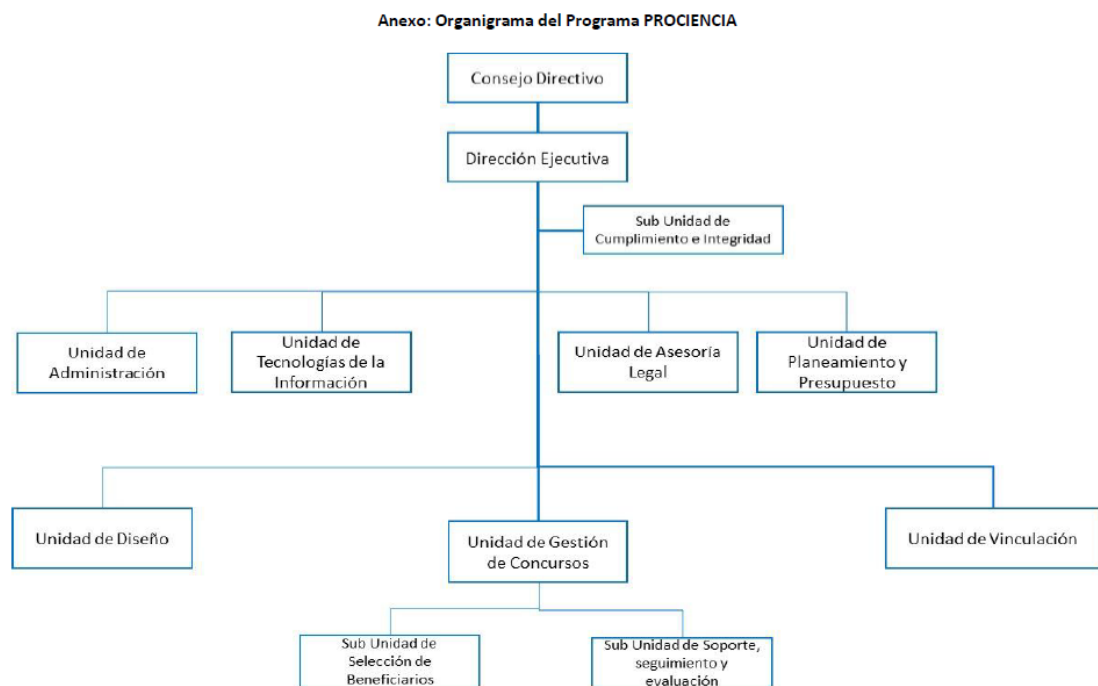 Anexo: Organigrama del Programa PROCIENCIA
Consejo Directivo
Dirección Ejecutiva
Sub Unidad de
Cumplimiento e Integridad
Unidad de
Administración
Unidad de
Tecnologías de la
Información
Unidad de Asesoría
Legal
Unidad de
Planeamiento y
Presupuesto
Unidad de Diseño
Unidad de Gestión
de Concursos
Unidad de Vinculación
Sub Unidad de
Selección de
Beneficiarios
Sub Unidad de Soporte,
seguimiento y
evaluación